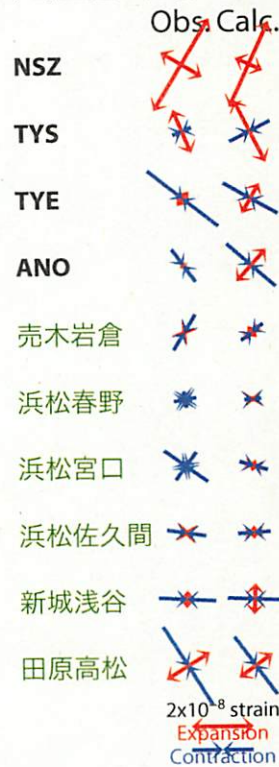 Obs. Calc.
NSZ
TYS
TYE
ANO
売木岩倉
浜松春野
浜松宮口
浜松佐久間
新城浅谷
田原高松
2x10⁻⁸ strain
Expansion
Contraction